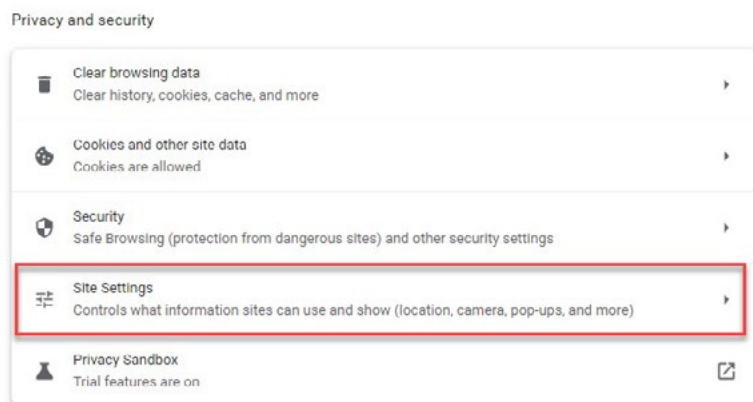 Privacy and security
Clear browsing data
Clear history, cookies, cache, and more
Cookies and other site data
Cookies are allowed
Security
Safe Browsing (protection from dangerous sites) and other security settings
Site Settings
Controls what information sites can use and show (location, camera, pop-ups, and more)
Privacy Sandbox
Trial features are on